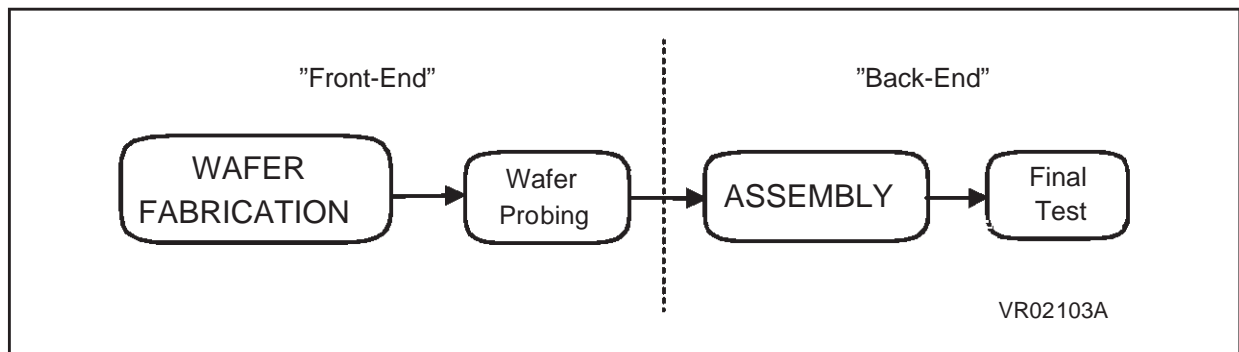 ”Front-End”
”Back-End”
WAFER
FABRICATION
Wafer
Probing
ASSEMBLY
Final
Test
VR02103A